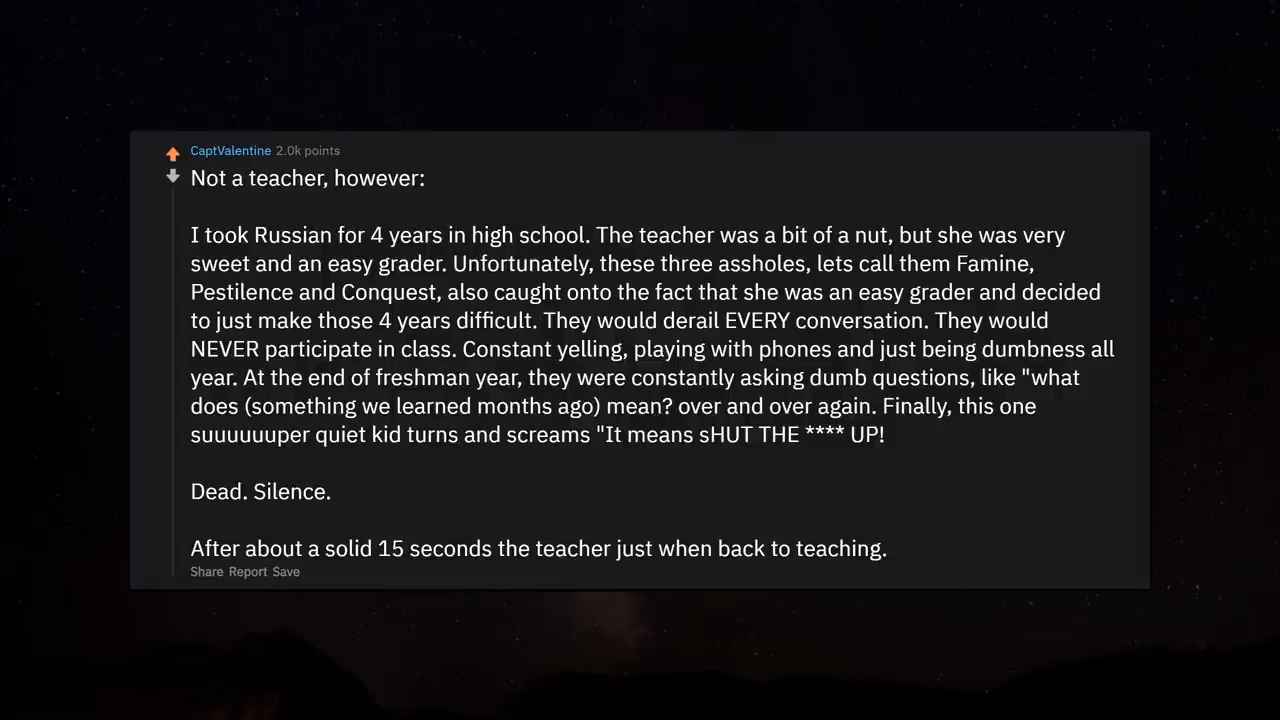 CaptValentine 2.0k points
Not a teacher, however:
I took Russian for 4 years in high school. The teacher was a bit of a nut, but she was very
sweet and an easy grader. Unfortunately, these three assholes, lets call them Famine,
Pestilence and Conquest, also caught onto the fact that she was an easy grader and decided
to just make those 4 years difficult. They would derail EVERY conversation. They would
NEVER participate in class. Constant yelling, playing with phones and just being dumbness all
year. At the end of freshman year, they were constantly asking dumb questions, like "what
does (something we learned months ago) mean? over and over again. Finally, this one
suuuuuuper quiet kid turns and screams "It means sHUT THE **** UP!
Dead. Silence.
After about a solid 15 seconds the teacher just when back to teaching.
Share Report Save